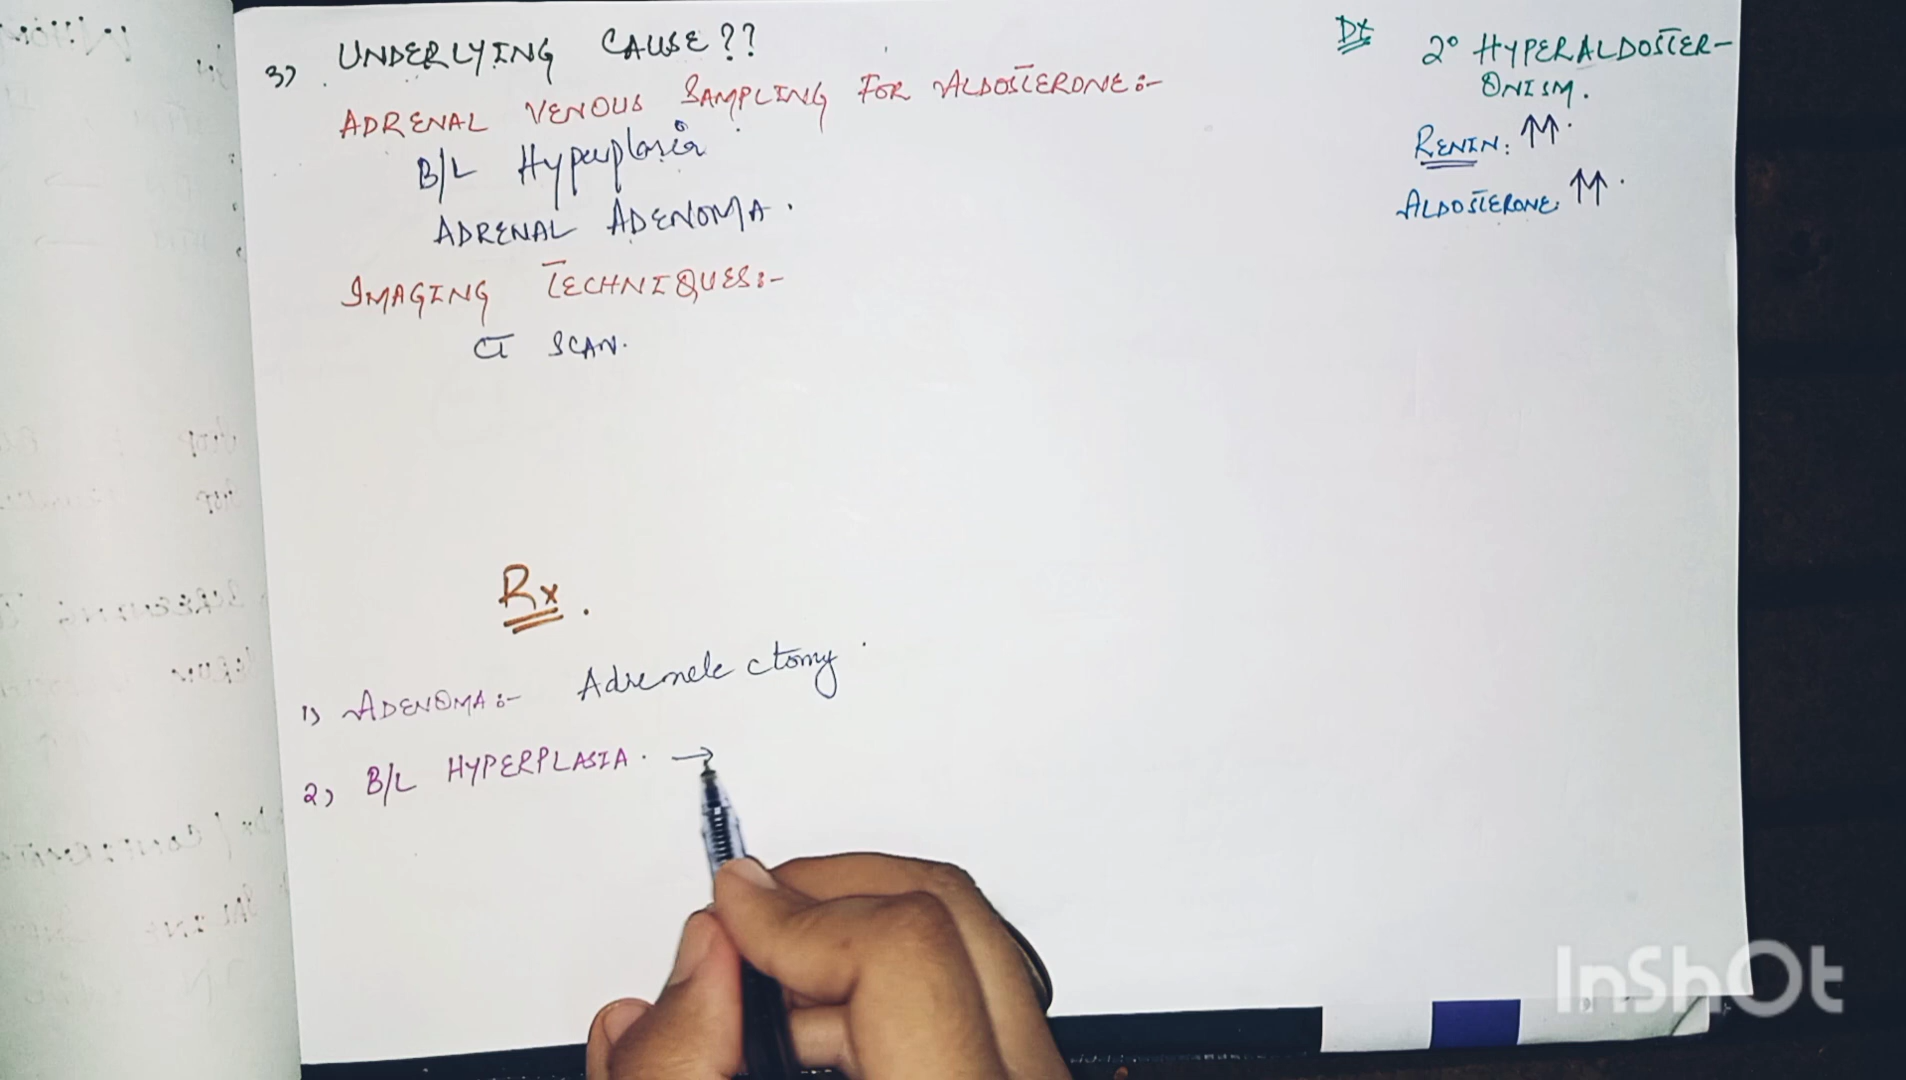 3) UNDERLYING CAUSE??
ADRENAL VENOUS SAMPLING FOR ALDOSTERONE:-
B/L Hyperplasia
ADRENAL ADENOMA.
IMAGING TECHNIQUES:-
CT SCAN.
Dx 2° HYPERALDOSTER-
ONISM.
RENIN: ↑↑.
ALDOSTERONE: ↑↑.
Rx.
1) ADENOMA:- Adrenelectomy.
2) B/L HYPERPLASIA. →
InShOt